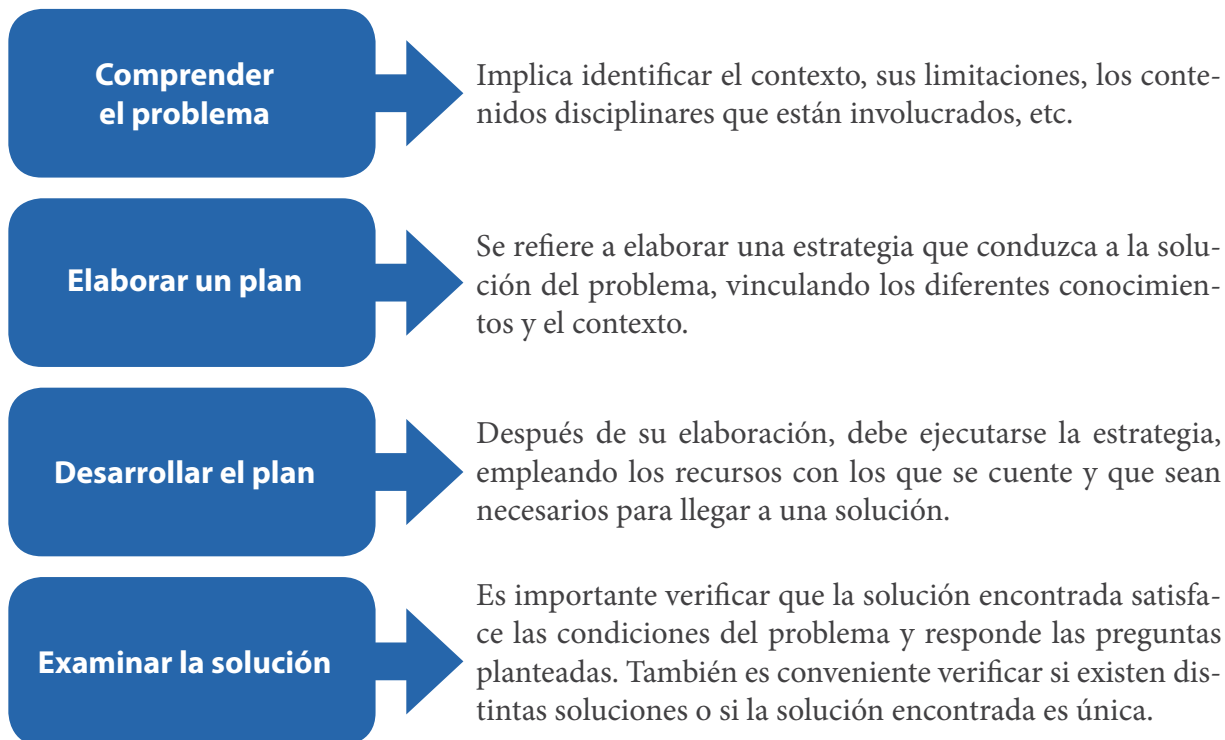 Comprender
el problema
Implica identificar el contexto, sus limitaciones, los conte-
nidos disciplinares que están involucrados, etc.
Elaborar un plan
Se refiere a elaborar una estrategia que conduzca a la solu-
ción del problema, vinculando los diferentes conocimien-
tos y el contexto.
Desarrollar el plan
Después de su elaboración, debe ejecutarse la estrategia,
empleando los recursos con los que se cuente y que sean
necesarios para llegar a una solución.
Examinar la solución
Es importante verificar que la solución encontrada satisfa-
ce las condiciones del problema y responde las preguntas
planteadas. También es conveniente verificar si existen dis-
tintas soluciones o si la solución encontrada es única.